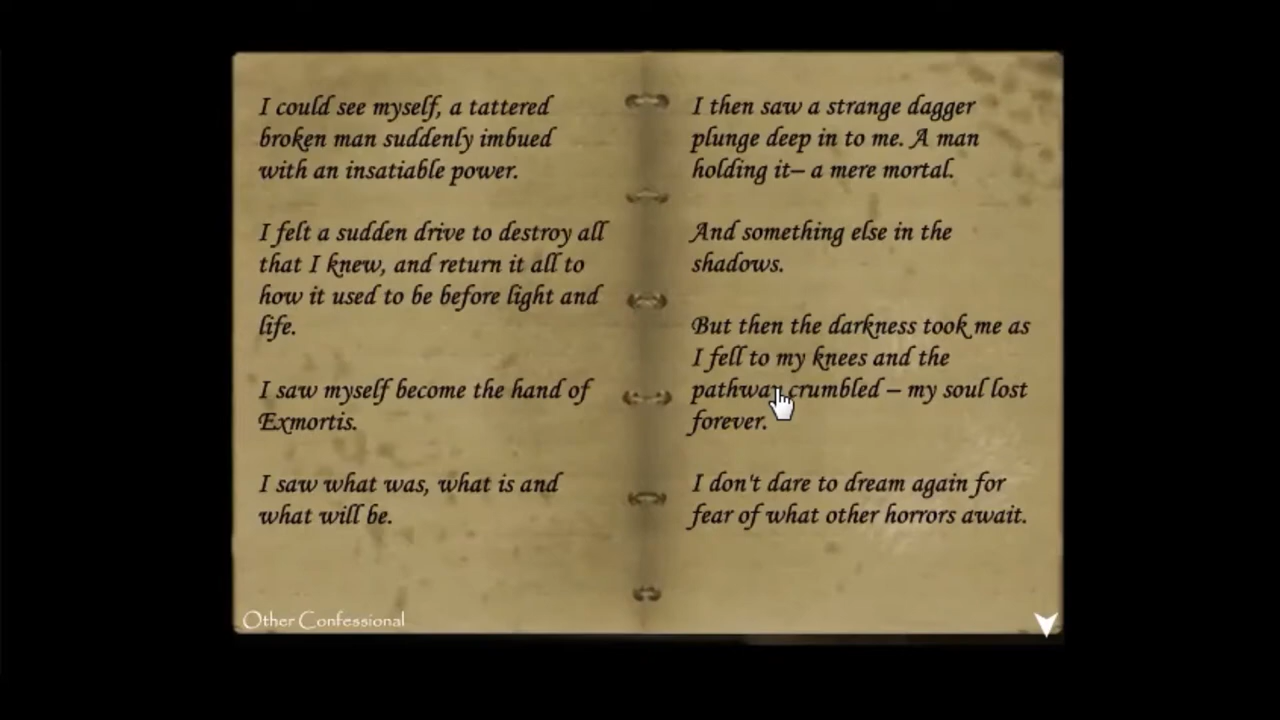 I could see myself, a tattered
broken man suddenly imbued
with an insatiable power.
I felt a sudden drive to destroy all
that I knew, and return it all to
how it used to be before light and
life.
I saw myself become the hand of
Exmortis.
I saw what was, what is and
what will be.
I then saw a strange dagger
plunge deep in to me. A man
holding it– a mere mortal.
And something else in the
shadows.
But then the darkness took me as
I fell to my knees and the
pathway crumbled – my soul lost
forever.
I don't dare to dream again for
fear of what other horrors await.
Other Confessional